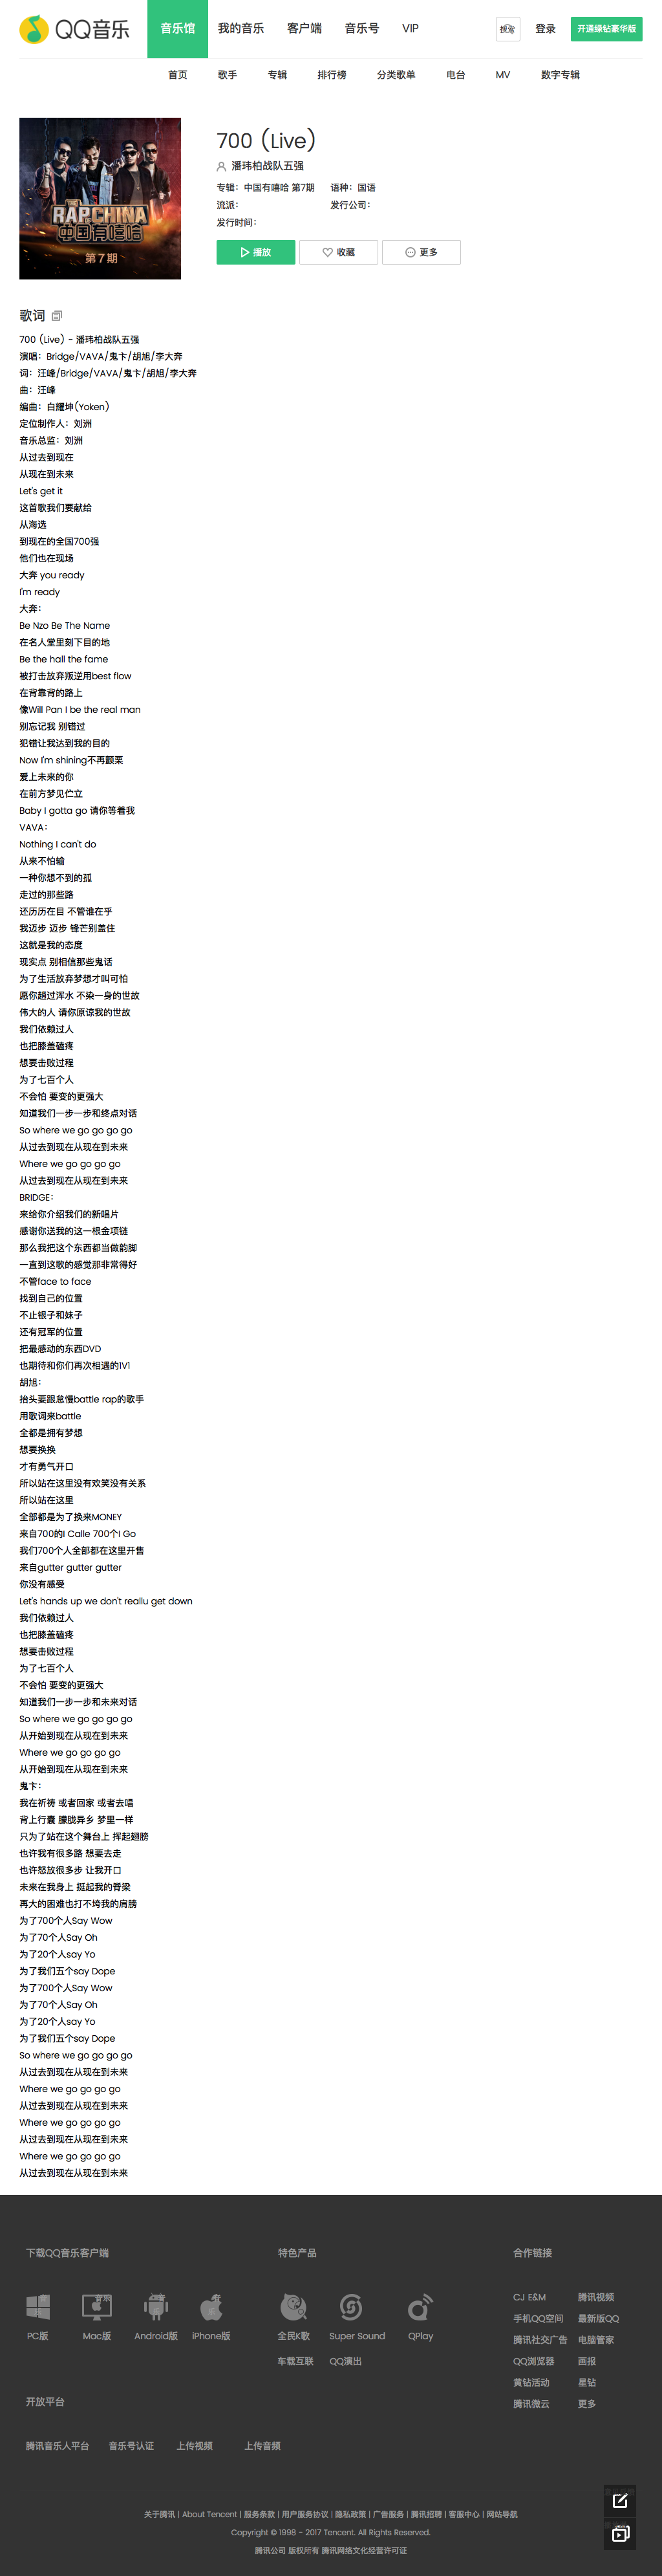 QQ音乐
音乐馆 我的音乐 客户端 音乐号 VIP
搜索 登录 开通绿钻豪华版
首页 歌手 专辑 排行榜 分类歌单 电台 MV 数字专辑
THE RAP OF CHINA
中国有嘻哈
第7期
700 (Live)
潘玮柏战队五强
专辑：中国有嘻哈 第7期 语种：国语
流派： 发行公司：
发行时间：
播放 收藏 更多
歌词
700 (Live) - 潘玮柏战队五强
演唱：Bridge/VAVA/鬼卞/胡旭/李大奔
词：汪峰/Bridge/VAVA/鬼卞/胡旭/李大奔
曲：汪峰
编曲：白耀坤(Yoken)
定位制作人：刘洲
音乐总监：刘洲
从过去到现在
从现在到未来
Let's get it
这首歌我们要献给
从海选
到现在的全国700强
他们也在现场
大奔 you ready
I'm ready
大奔：
Be Nzo Be The Name
在名人堂里刻下目的地
Be the hall the fame
被打击放弃叛逆用best flow
在背靠背的路上
像Will Pan I be the real man
别忘记我 别错过
犯错让我达到我的目的
Now I'm shining不再颤栗
爱上未来的你
在前方梦见伫立
Baby I gotta go 请你等着我
VAVA：
Nothing I can't do
从来不怕输
一种你想不到的孤
走过的那些路
还历历在目 不管谁在乎
我迈步 迈步 锋芒别盖住
这就是我的态度
现实点 别相信那些鬼话
为了生活放弃梦想才叫可怕
愿你趟过浑水 不染一身的世故
伟大的人 请你原谅我的世故
我们依赖过人
也把膝盖磕疼
想要击败过程
为了七百个人
不会怕 要变的更强大
知道我们一步一步和终点对话
So where we go go go go
从过去到现在从现在到未来
Where we go go go go
从过去到现在从现在到未来
BRIDGE：
来给你介绍我们的新唱片
感谢你送我的这一根金项链
那么我把这个东西都当做韵脚
一直到这歌的感觉那非常得好
不管face to face
找到自己的位置
不止银子和妹子
还有冠军的位置
把最感动的东西DVD
也期待和你们再次相遇的1V1
胡旭：
抬头要跟怠慢battle rap的歌手
用歌词来battle
全都是拥有梦想
想要换换
才有勇气开口
所以站在这里没有欢笑没有关系
所以站在这里
全部都是为了换来MONEY
来自700的I Calle 700个I Go
我们700个人全部都在这里开售
来自gutter gutter gutter
你没有感受
Let's hands up we don't reallu get down
我们依赖过人
也把膝盖磕疼
想要击败过程
为了七百个人
不会怕 要变的更强大
知道我们一步一步和未来对话
So where we go go go go
从开始到现在从现在到未来
Where we go go go go
从开始到现在从现在到未来
鬼卞：
我在祈祷 或者回家 或者去唱
背上行囊 朦胧异乡 梦里一样
只为了站在这个舞台上 挥起翅膀
也许我有很多路 想要去走
也许怒放很多步 让我开口
未来在我身上 挺起我的脊梁
再大的困难也打不垮我的肩膀
为了700个人Say Wow
为了70个人Say Oh
为了20个人say Yo
为了我们五个say Dope
为了700个人Say Wow
为了70个人Say Oh
为了20个人say Yo
为了我们五个say Dope
So where we go go go go
从过去到现在从现在到未来
Where we go go go go
从过去到现在从现在到未来
Where we go go go go
从过去到现在从现在到未来
Where we go go go go
从过去到现在从现在到未来
下载QQ音乐客户端 特色产品 合作链接
PC版 Mac版 Android版 iPhone版
全民K歌 Super Sound QPlay
车载互联 QQ演出
CJ E&M 腾讯视频
手机QQ空间 最新版QQ
腾讯社交广告 电脑管家
QQ浏览器 画报
黄钻活动 星钻
腾讯微云 更多
开放平台
腾讯音乐人平台 音乐号认证 上传视频 上传音频
关于腾讯 | About Tencent | 服务条款 | 用户服务协议 | 隐私政策 | 广告服务 | 腾讯招聘 | 客服中心 | 网站导航
Copyright © 1998 - 2017 Tencent. All Rights Reserved.
腾讯公司 版权所有 腾讯网络文化经营许可证